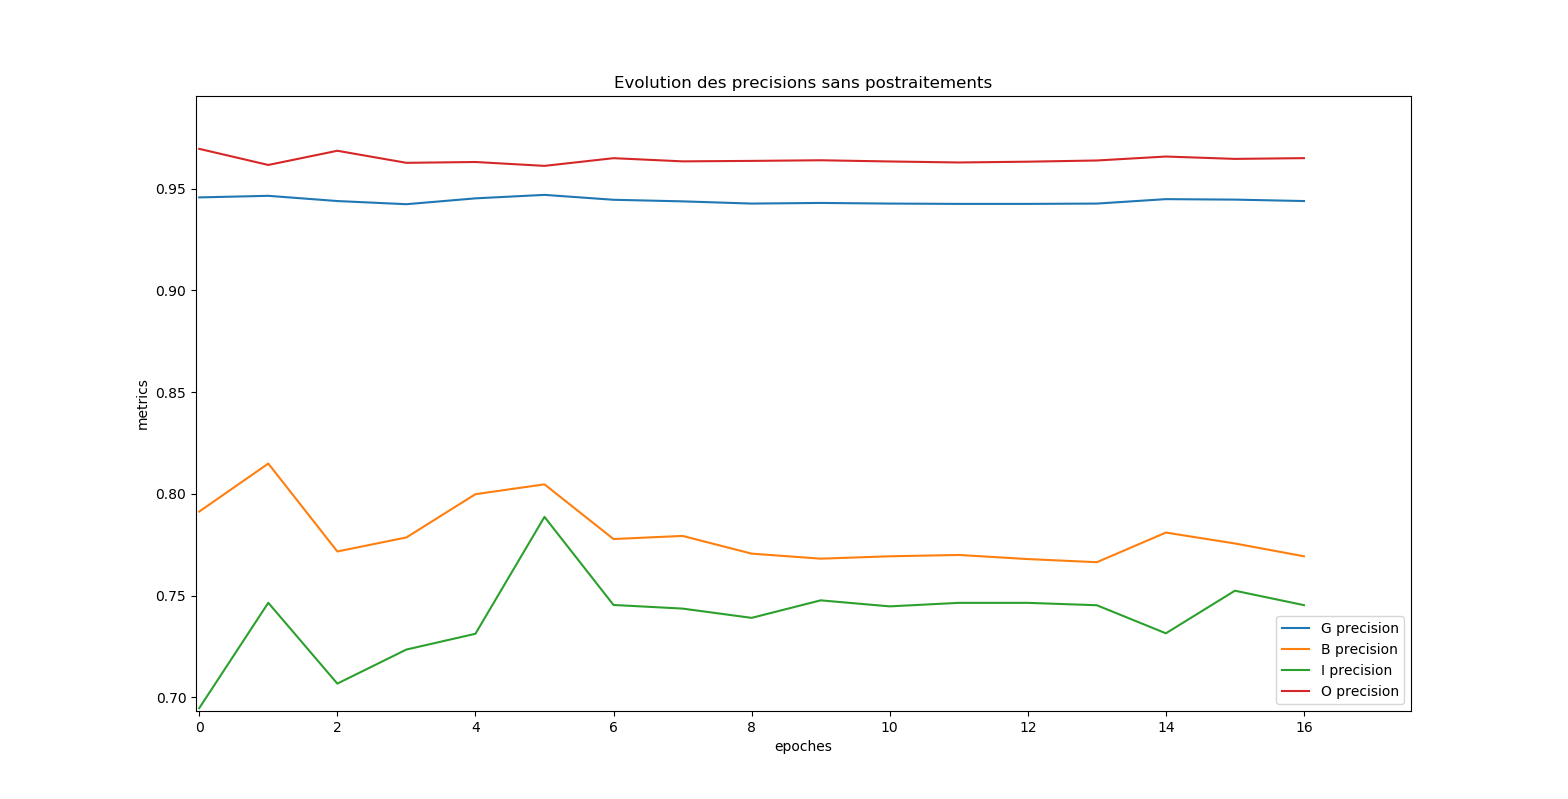 Evolution des precisions sans postraitements
metrics
0.95
0.90
0.85
0.80
0.75
0.70
0 2 4 6 8 10 12 14 16
epoches
G precision
B precision
I precision
O precision